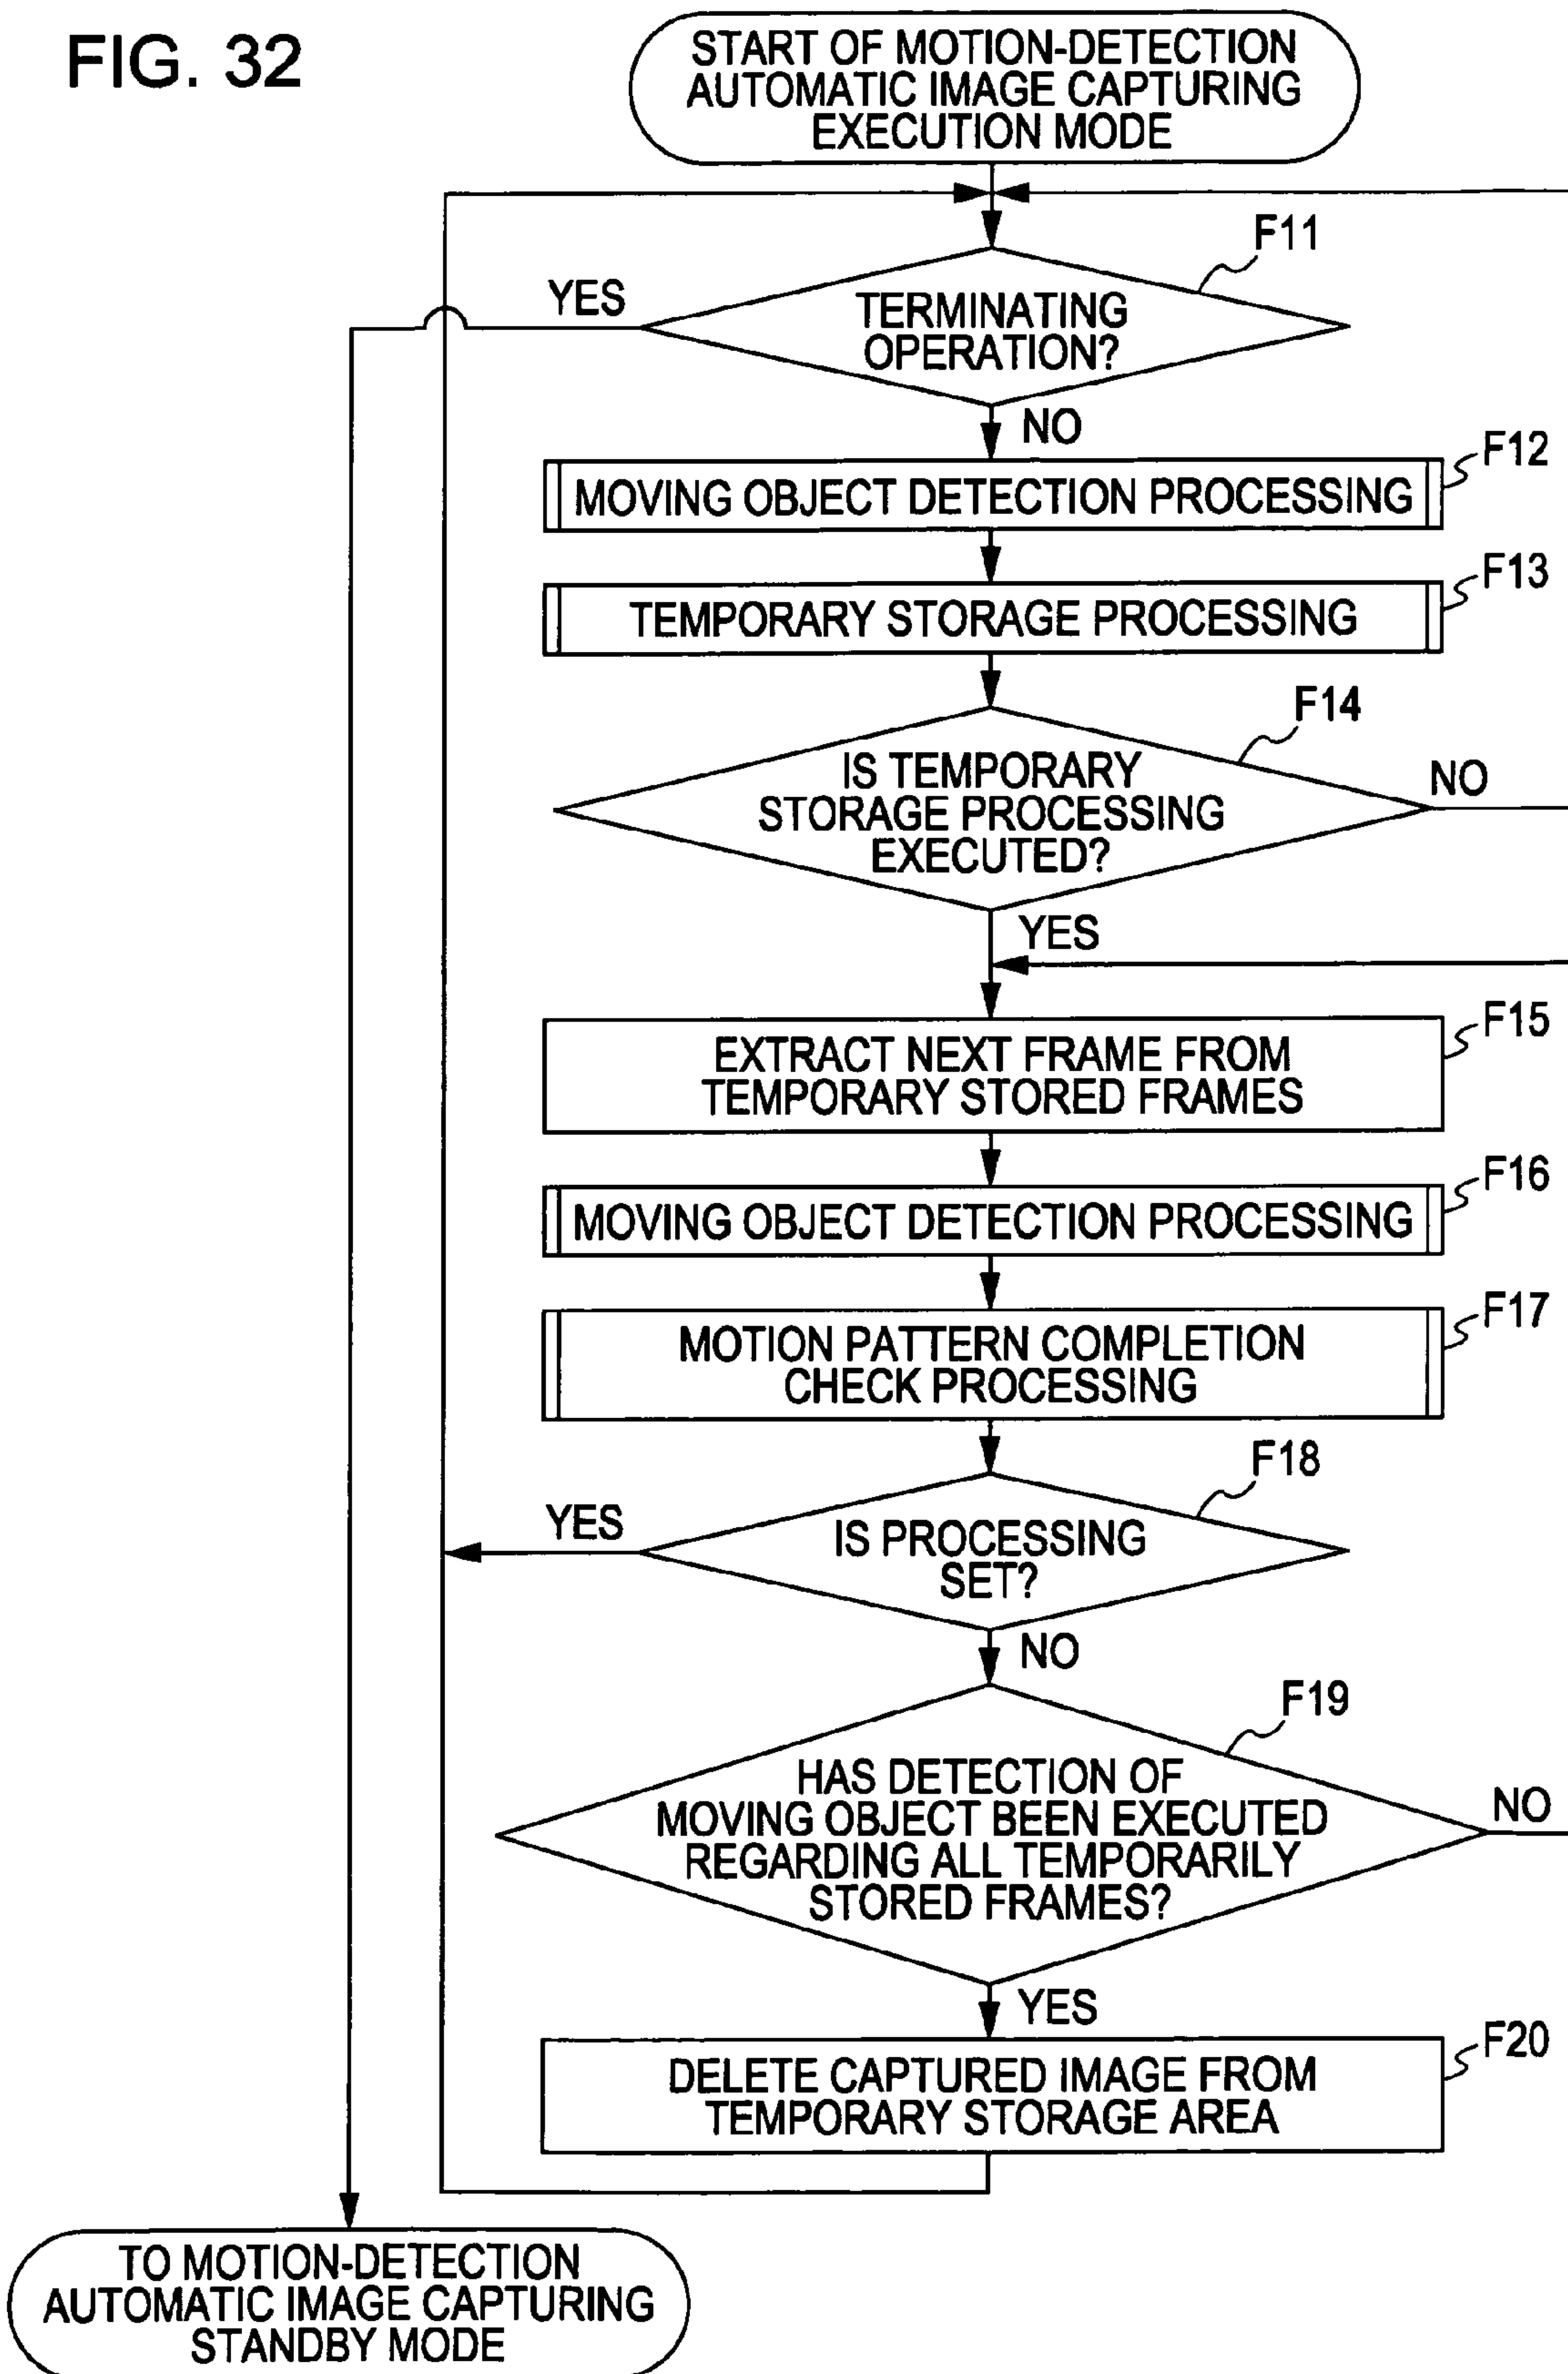 FIG. 32
START OF MOTION-DETECTION
AUTOMATIC IMAGE CAPTURING
EXECUTION MODE
F11
YES
TERMINATING
OPERATION?
NO
F12
MOVING OBJECT DETECTION PROCESSING
F13
TEMPORARY STORAGE PROCESSING
F14
IS TEMPORARY
STORAGE PROCESSING
EXECUTED?
NO
YES
F15
EXTRACT NEXT FRAME FROM
TEMPORARY STORED FRAMES
F16
MOVING OBJECT DETECTION PROCESSING
F17
MOTION PATTERN COMPLETION
CHECK PROCESSING
F18
YES
IS PROCESSING
SET?
NO
F19
HAS DETECTION OF
MOVING OBJECT BEEN EXECUTED
REGARDING ALL TEMPORARILY
STORED FRAMES?
NO
YES
F20
DELETE CAPTURED IMAGE FROM
TEMPORARY STORAGE AREA
TO MOTION-DETECTION
AUTOMATIC IMAGE CAPTURING
STANDBY MODE